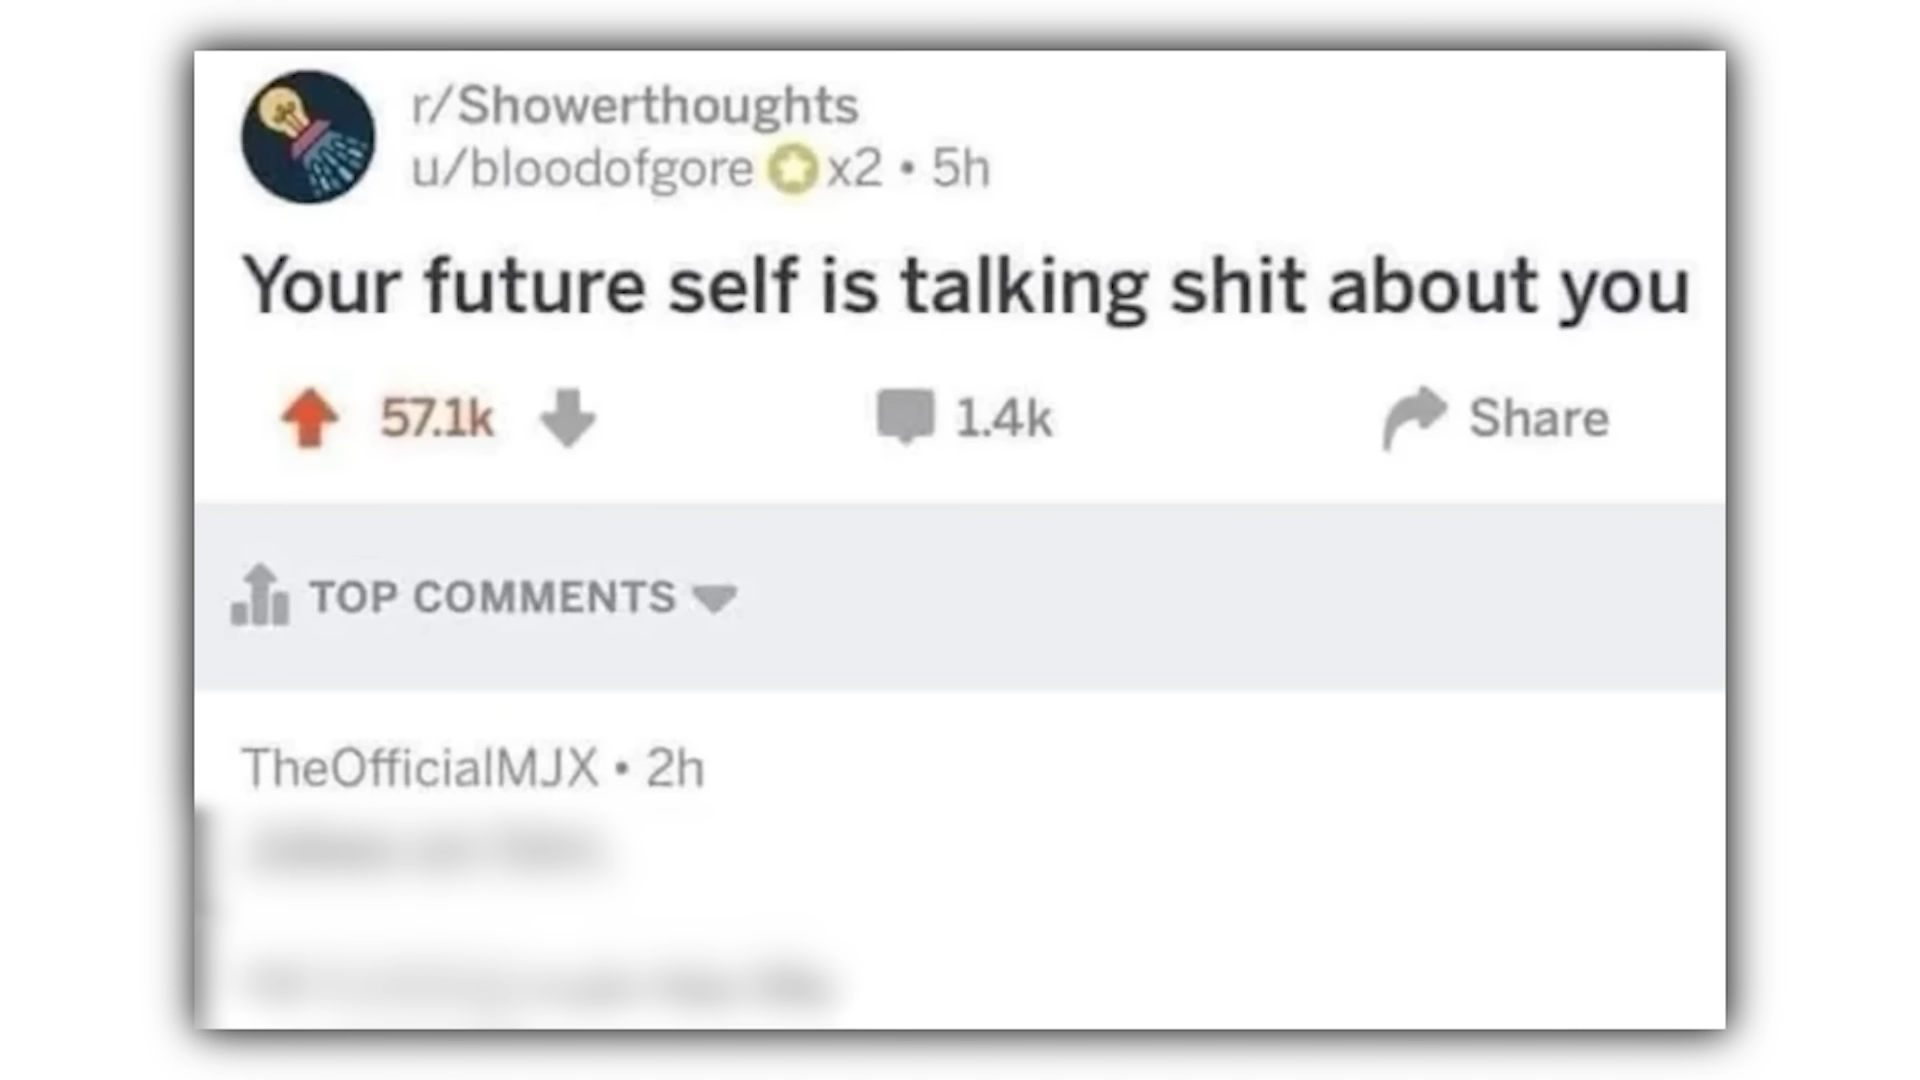 r/Showerthoughts
u/bloodofgore x2 • 5h
Your future self is talking shit about you
57.1k
1.4k
Share
TOP COMMENTS
TheOfficialMJX • 2h